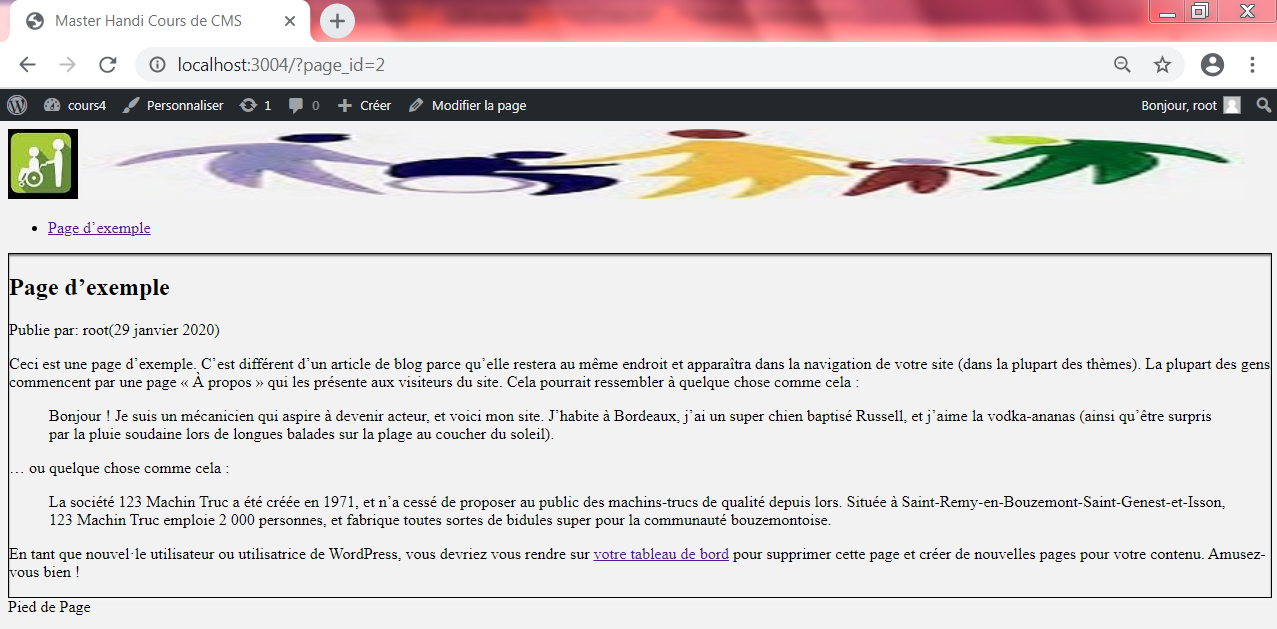 Master Handi Cours de CMS
localhost:3004/?page_id=2
cours4 Personnaliser 1 0 Créer Modifier la page Bonjour, root
Page d’exemple
Page d’exemple
Publie par: root(29 janvier 2020)
Ceci est une page d’exemple. C’est différent d’un article de blog parce qu’elle restera au même endroit et apparaîtra dans la navigation de votre site (dans la plupart des thèmes). La plupart des gens
commencent par une page « À propos » qui les présente aux visiteurs du site. Cela pourrait ressembler à quelque chose comme cela :
Bonjour ! Je suis un mécanicien qui aspire à devenir acteur, et voici mon site. J’habite à Bordeaux, j’ai un super chien baptisé Russell, et j’aime la vodka-ananas (ainsi qu’être surpris
par la pluie soudaine lors de longues balades sur la plage au coucher du soleil).
… ou quelque chose comme cela :
La société 123 Machin Truc a été créée en 1971, et n’a cessé de proposer au public des machins-trucs de qualité depuis lors. Située à Saint-Remy-en-Bouzemont-Saint-Genest-et-Isson,
123 Machin Truc emploie 2 000 personnes, et fabrique toutes sortes de bidules super pour la communauté bouzemontoise.
En tant que nouvel·le utilisateur ou utilisatrice de WordPress, vous devriez vous rendre sur votre tableau de bord pour supprimer cette page et créer de nouvelles pages pour votre contenu. Amusez-
vous bien !
Pied de Page